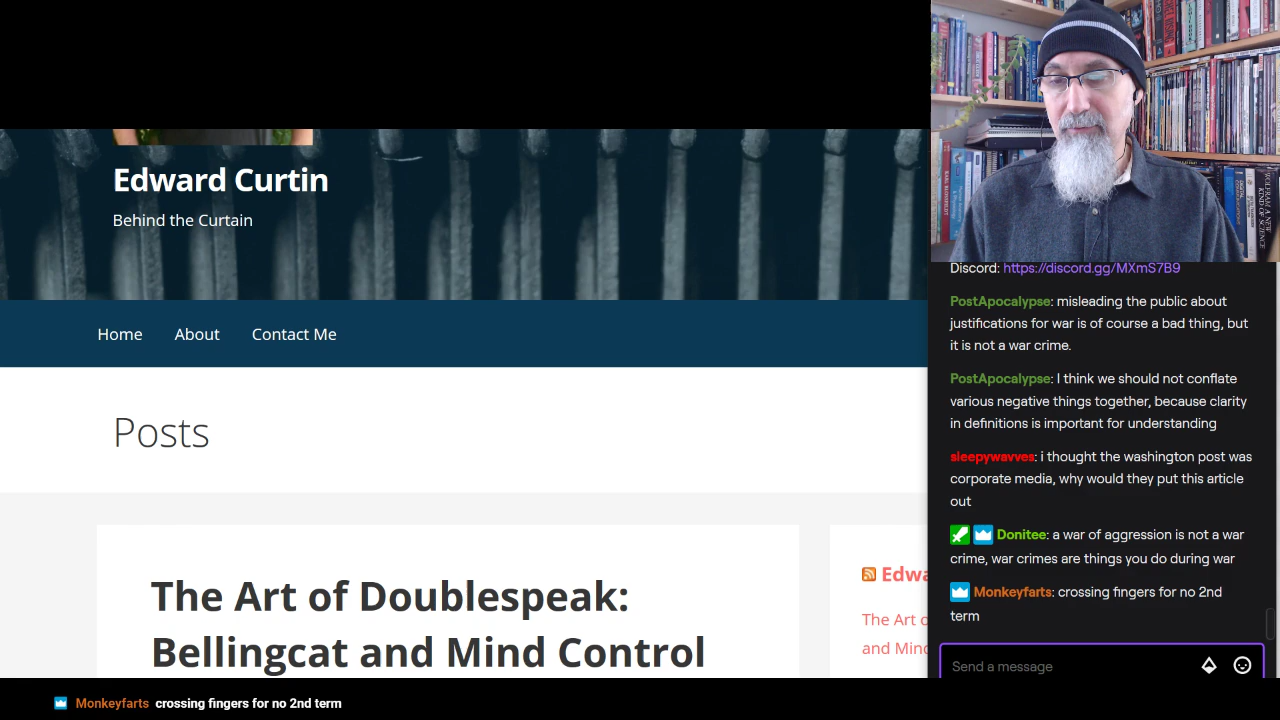 Edward Curtin
Behind the Curtain
Home About Contact Me
Posts
The Art of Doublespeak:
Bellingcat and Mind Control
Edwa
The Art o
and Mind
WOLFRAM A NEW
KIND OF SCIENCE
Discord: https://discord.gg/MXmS7B9
PostApocalypse: misleading the public about
justifications for war is of course a bad thing, but
it is not a war crime.
PostApocalypse: I think we should not conflate
various negative things together, because clarity
in definitions is important for understanding
sleepywavves: i thought the washington post was
corporate media, why would they put this article
out
Donitee: a war of aggression is not a war
crime, war crimes are things you do during war
Monkeyfarts: crossing fingers for no 2nd
term
Send a message
Monkeyfarts crossing fingers for no 2nd term